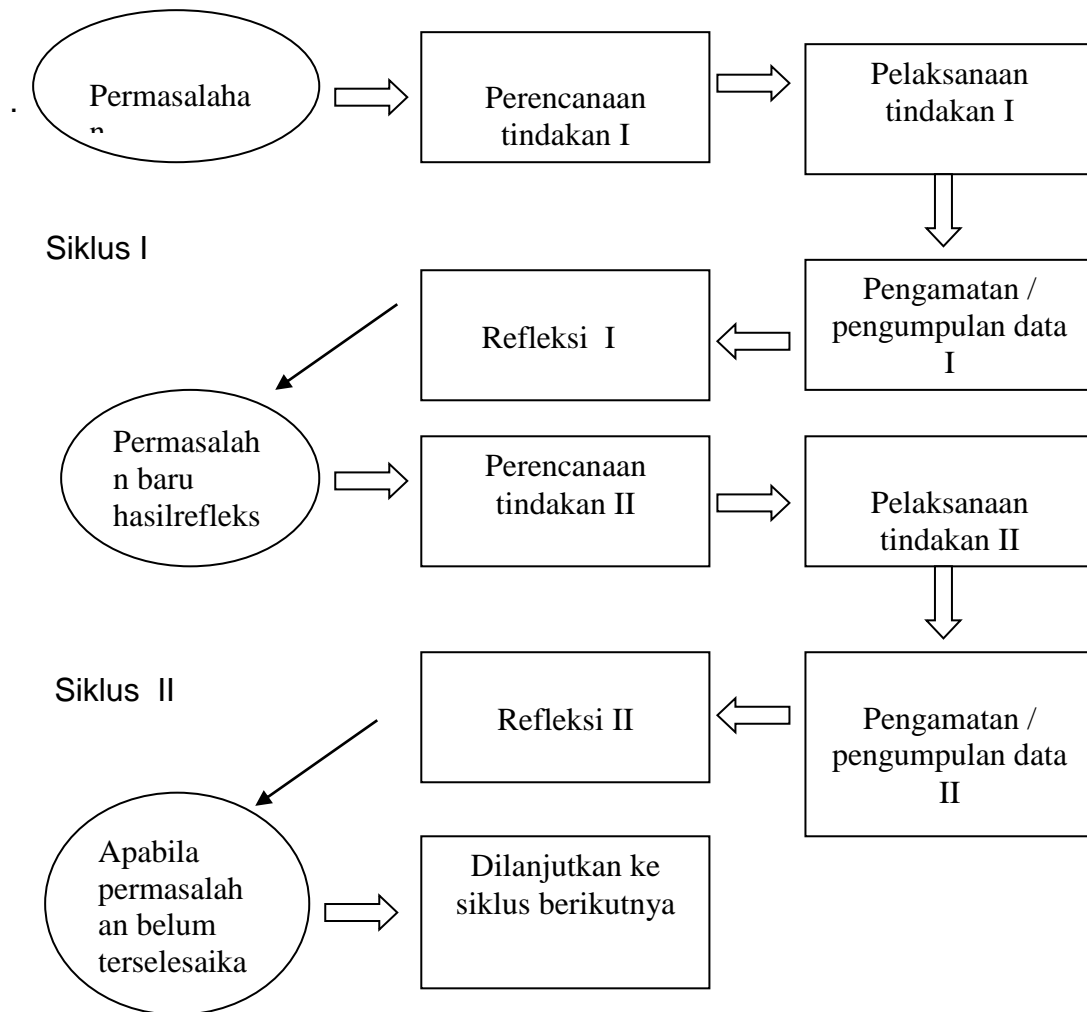 Permasalaha
n
Perencanaan
tindakan I
Pelaksanaan
tindakan I
.
Siklus I
Pengamatan /
pengumpulan data
I
Refleksi I
Permasalah
n baru
hasilrefleks
Perencanaan
tindakan II
Pelaksanaan
tindakan II
Siklus II
Pengamatan /
pengumpulan data
II
Refleksi II
Apabila
permasalah
an belum
terselesaika
Dilanjutkan ke
siklus berikutnya